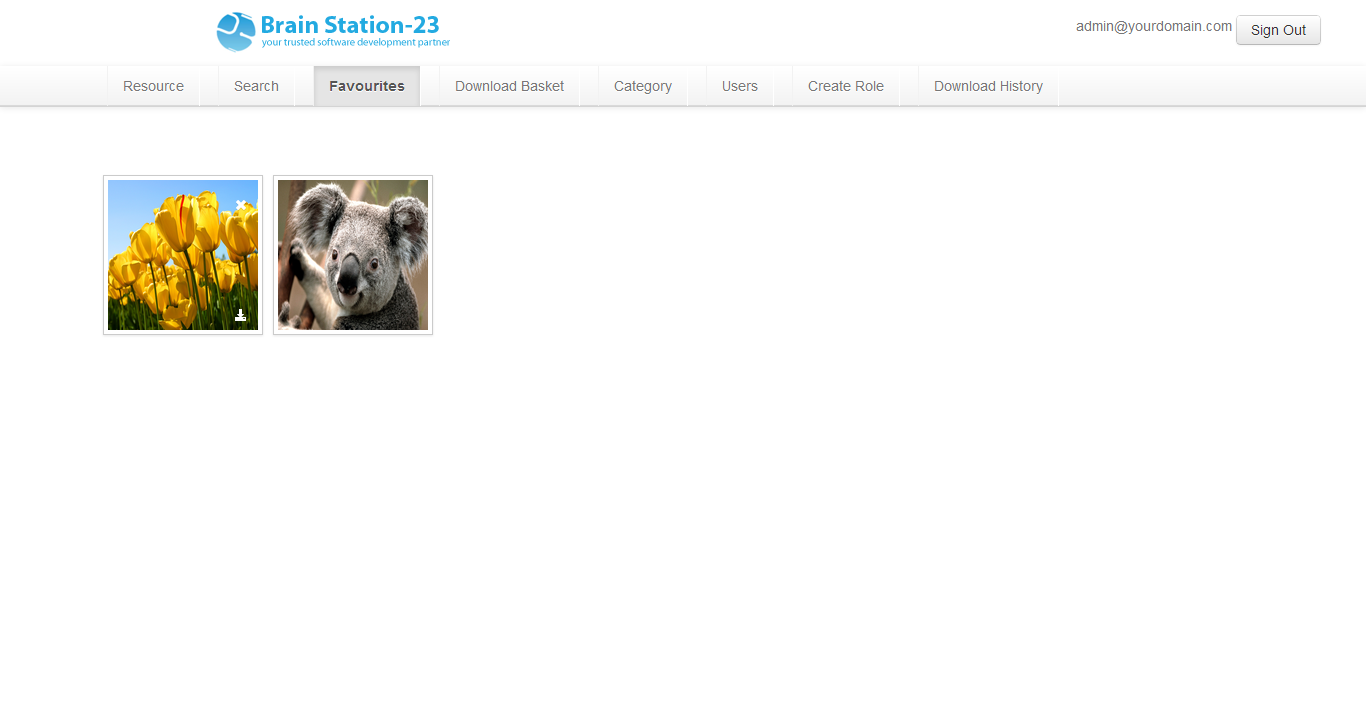 Brain Station-23
your trusted software development partner
admin@yourdomain.com
Sign Out
Resource
Search
Favourites
Download Basket
Category
Users
Create Role
Download History